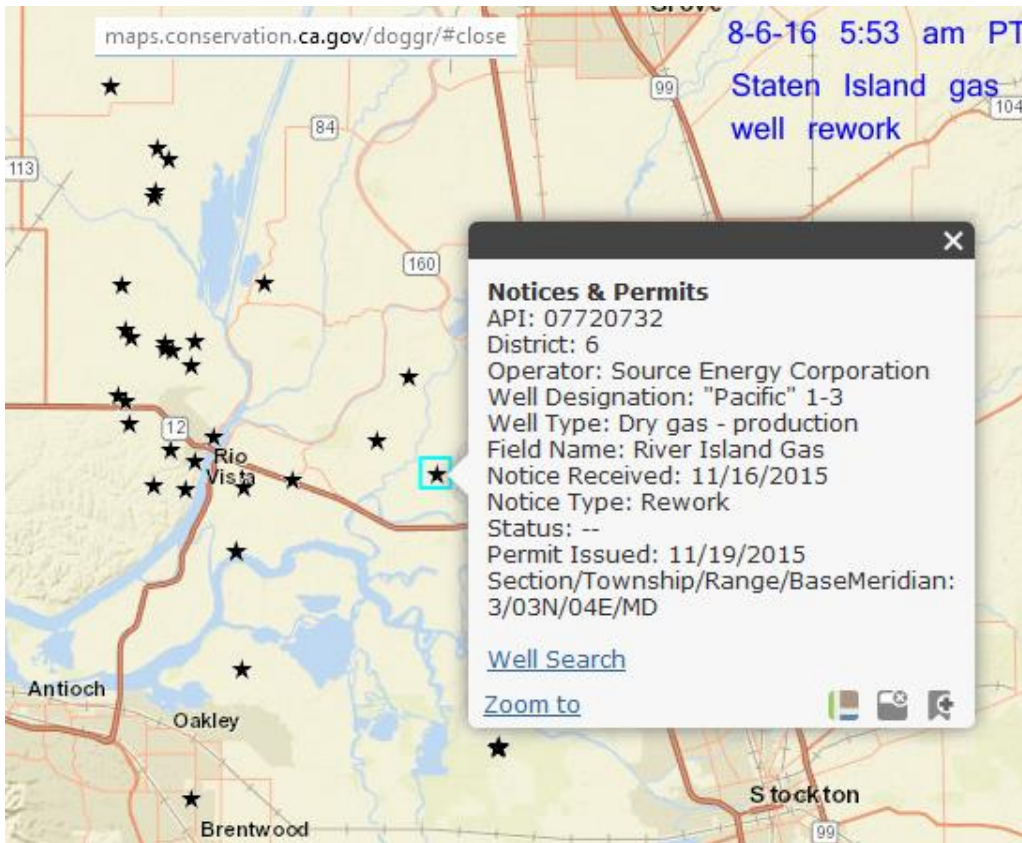 Grove
maps.conservation.ca.gov/doggr/#close
8-6-16 5:53 am PT
Staten Island gas
well rework
99
104
84
113
160
Notices & Permits
API: 07720732
District: 6
Operator: Source Energy Corporation
Well Designation: "Pacific" 1-3
Well Type: Dry gas - production
Field Name: River Island Gas
Notice Received: 11/16/2015
Notice Type: Rework
Status: --
Permit Issued: 11/19/2015
Section/Township/Range/BaseMeridian:
3/03N/04E/MD
Well Search
Zoom to
12
Rio
Vista
Antioch
Oakley
Stockton
Brentwood
99